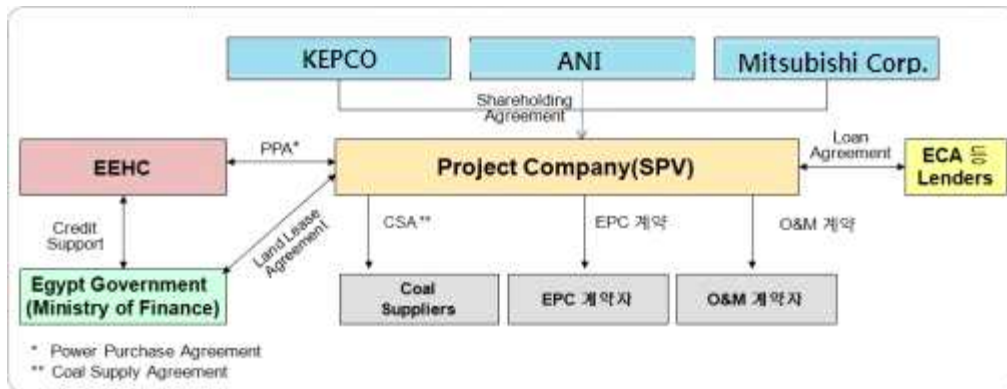 KEPCO
ANI
Mitsubishi Corp.
Shareholding
Agreement
EEHC
PPA*
Project Company(SPV)
Loan
Agreement
ECA 등
Lenders
Credit
Support
Land Lease
Agreement
CSA**
EPC 계약
O&M 계약
Egypt Government
(Ministry of Finance)
Coal
Suppliers
EPC 계약자
O&M 계약자
* Power Purchase Agreement
** Coal Supply Agreement